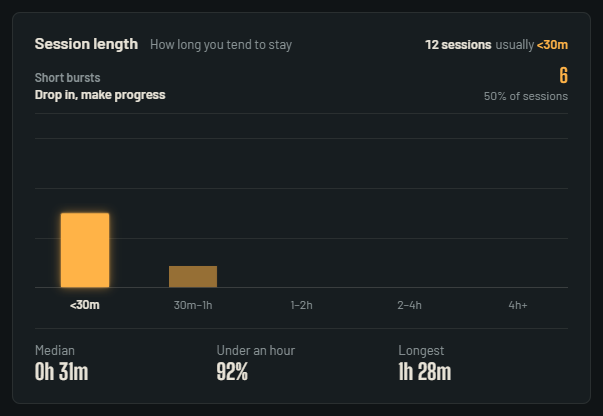 Session length How long you tend to stay 12 sessions usually <30m
Short bursts 6
Drop in, make progress 50% of sessions
<30m 30m–1h 1–2h 2–4h 4h+
Median Under an hour Longest
0h 31m 92% 1h 28m